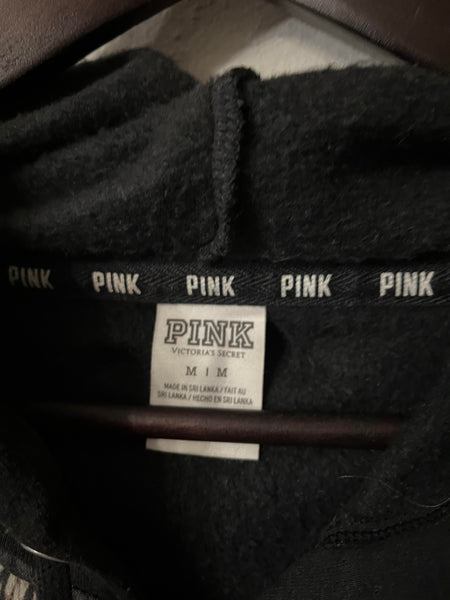 PINK PINK PINK PINK PINK
PINK
VICTORIA'S SECRET
M | M
MADE IN SRI LANKA / FAIT AU
SRI LANKA / HECHO EN SRI LANKA